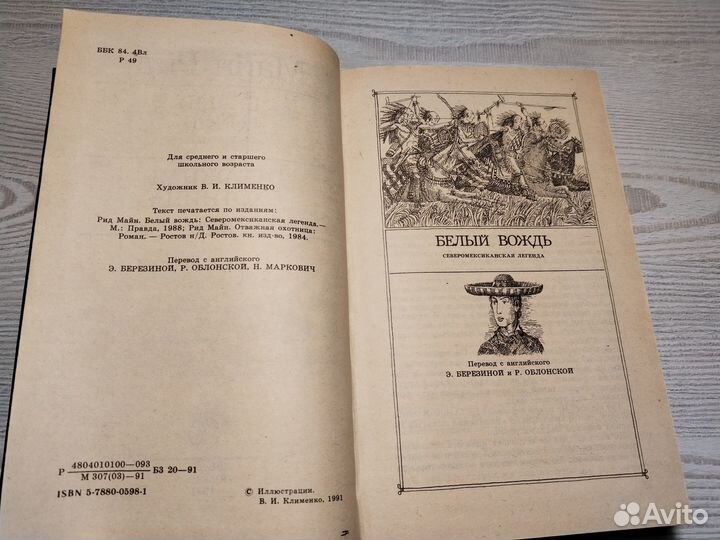 ББК 84. 4Вл
Р 49
Для среднего и старшего
школьного возраста
Художник В. И. КЛИМЕНКО
Текст печатается по изданиям:
Рид Майн. Белый вождь: Северомексиканская легенда.—
М.: Правда, 1988; Рид Майн. Отважная охотница:
Роман. — Ростов н/Д. Ростов. кн. изд-во, 1984.
Перевод с английского
Э. БЕРЕЗИНОЙ, Р. ОБЛОНСКОЙ, Н. МАРКОВИЧ
Р 4804010100—093 БЗ 20—91
М 307(03)—91
ISBN 5-7880-0598-1
© Иллюстрации.
В. И. Клименко, 1991
БЕЛЫЙ ВОЖДЬ
СЕВЕРОМЕКСИКАНСКАЯ ЛЕГЕНДА
Перевод с английского
Э. БЕРЕЗИНОЙ и Р. ОБЛОНСКОЙ
Avito